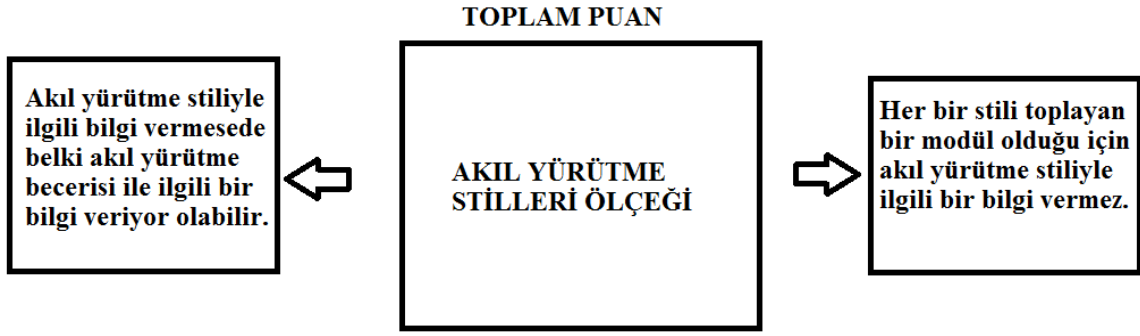 TOPLAM PUAN
Akıl yürütme stiliyle
ilgili bilgi vermesede
belki akıl yürütme
becerisi ile ilgili bir
bilgi veriyor olabilir.
AKIL YÜRÜTME
STİLLERİ ÖLÇEĞİ
Her bir stili toplayan
bir modül olduğu için
akıl yürütme stiliyle
ilgili bir bilgi vermez.